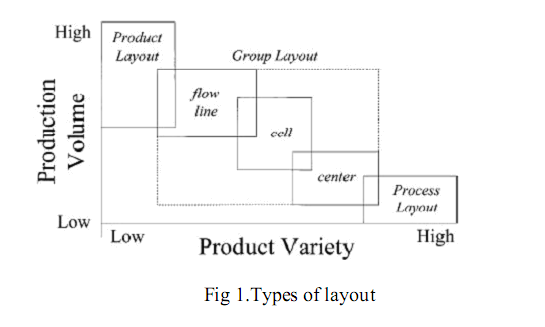 High
Product
Layout
Group Layout
flow
line
cell
center
Process
Layout
Production
Volume
Low
Low
Product Variety
High
Fig 1.Types of layout